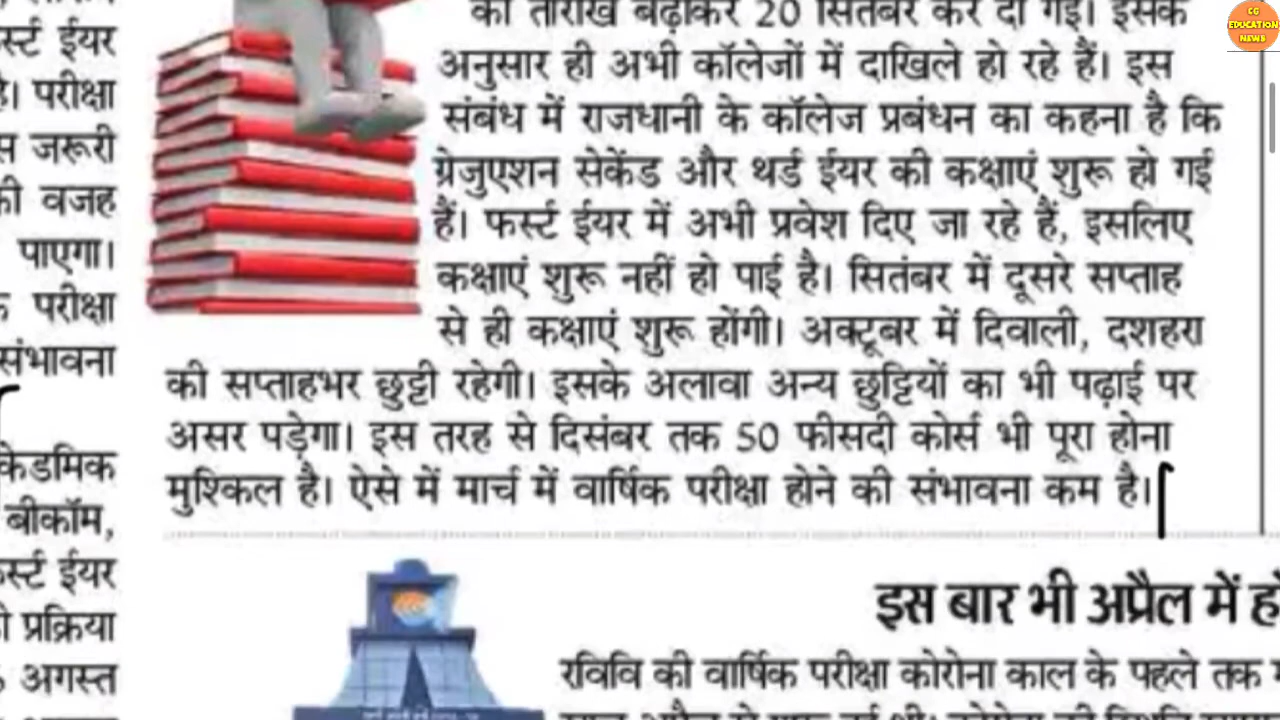 CG
EDUCATION
NEWS
र्स्ट ईयर
है। परीक्षा
जरूरी
की वजह
पाएगा।
परीक्षा
संभावना
केडमिक
बीकॉम,
र्स्ट ईयर
प्रक्रिया
अगस्त
की तारीख बढ़ाकर 20 सितंबर कर दी गई। इसके
अनुसार ही अभी कॉलेजों में दाखिले हो रहे हैं। इस
संबंध में राजधानी के कॉलेज प्रबंधन का कहना है कि
ग्रेजुएशन सेकेंड और थर्ड ईयर की कक्षाएं शुरू हो गई
हैं। फर्स्ट ईयर में अभी प्रवेश दिए जा रहे हैं, इसलिए
कक्षाएं शुरू नहीं हो पाई है। सितंबर में दूसरे सप्ताह
से ही कक्षाएं शुरू होंगी। अक्टूबर में दिवाली, दशहरा
की सप्ताहभर छुट्टी रहेगी। इसके अलावा अन्य छुट्टियों का भी पढ़ाई पर
असर पड़ेगा। इस तरह से दिसंबर तक 50 फीसदी कोर्स भी पूरा होना
मुश्किल है। ऐसे में मार्च में वार्षिक परीक्षा होने की संभावना कम है।
इस बार भी अप्रैल में
रविवि की वार्षिक परीक्षा कोरोना काल के पहले तक